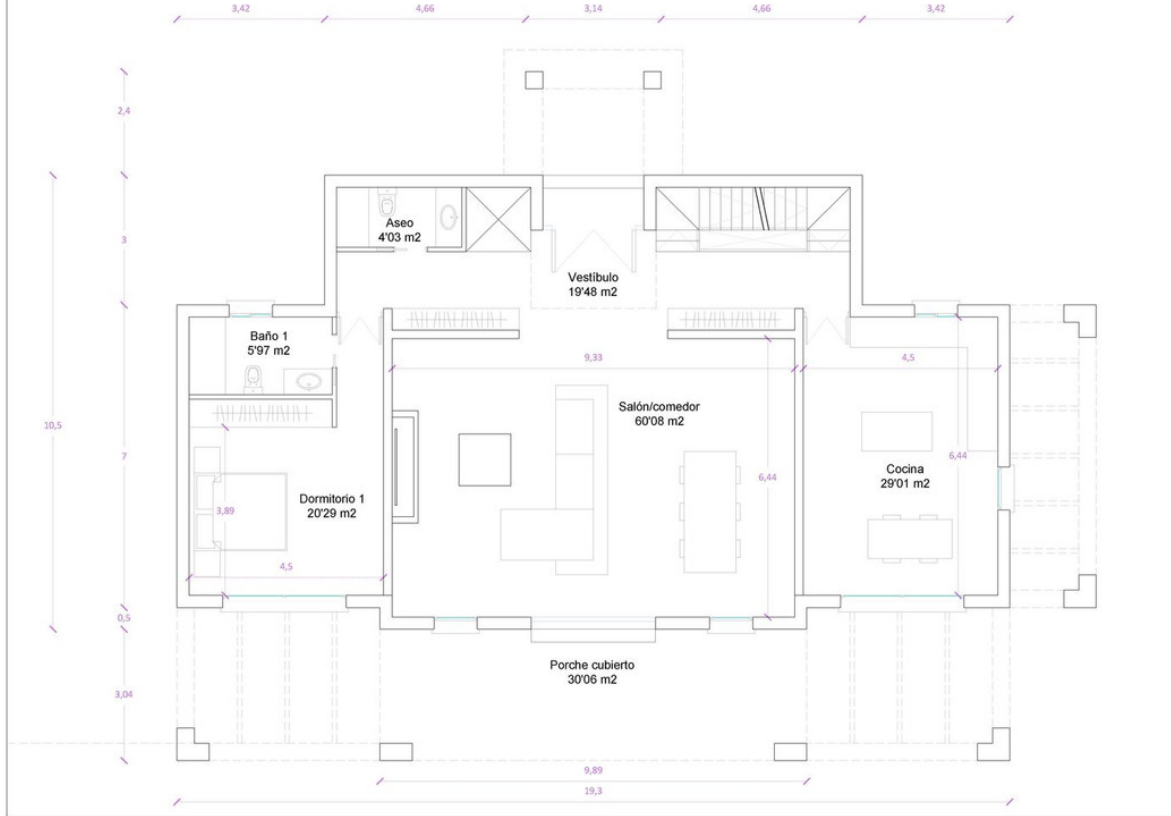 3,42
4,66
3,14
4,66
3,42
2,4
3
10,5
7
0,5
3,04
Aseo
4'03 m2
Vestíbulo
19'48 m2
Baño 1
5'97 m2
9,33
4,5
Salón/comedor
60'08 m2
6,44
6,44
Cocina
29'01 m2
Dormitorio 1
20'29 m2
3,89
4,5
Porche cubierto
30'06 m2
9,89
19,3